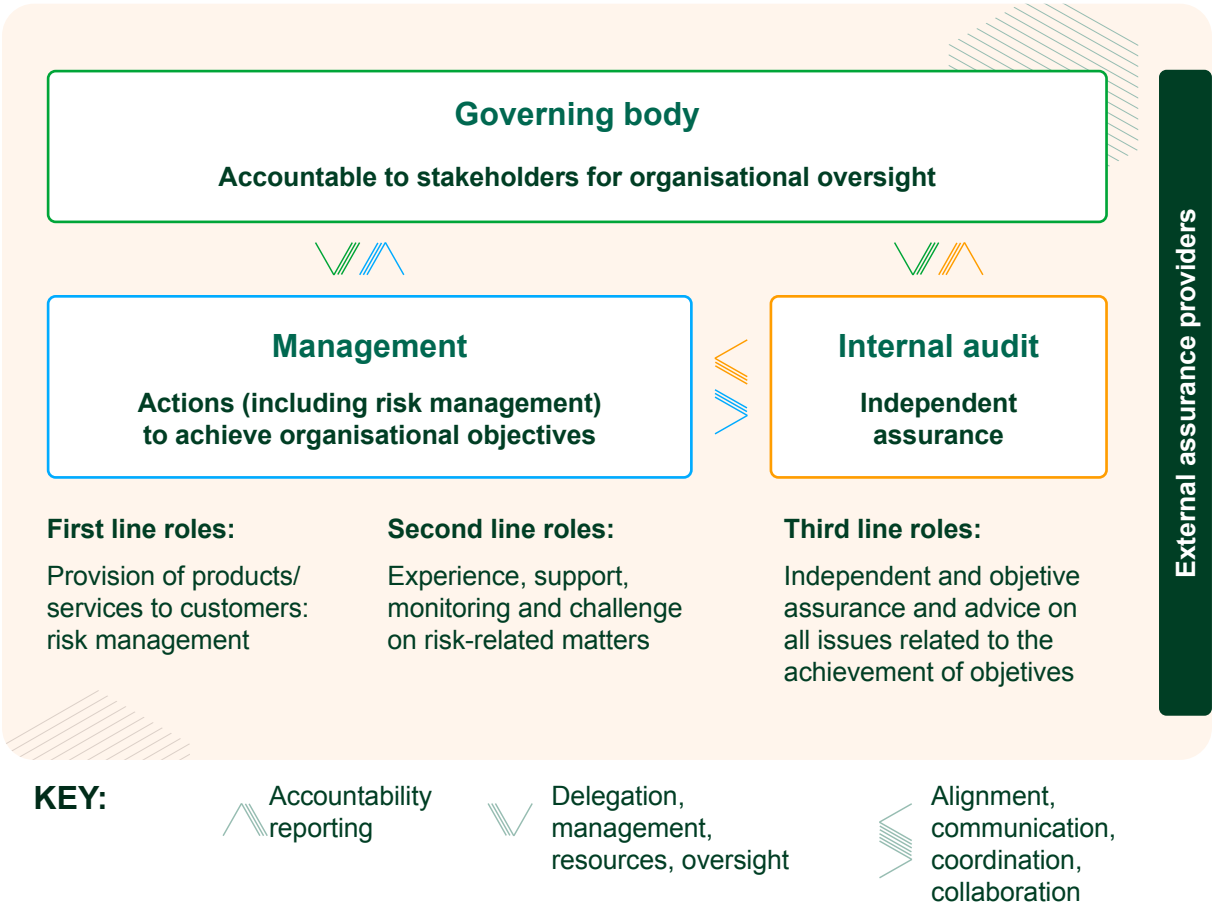 Governing body
Accountable to stakeholders for organisational oversight
Management
Actions (including risk management)
to achieve organisational objectives
Internal audit
Independent
assurance
First line roles:
Provision of products/
services to customers:
risk management
Second line roles:
Experience, support,
monitoring and challenge
on risk-related matters
Third line roles:
Independent and objetive
assurance and advice on
all issues related to the
achievement of objetives
External assurance providers
KEY:
Accountability
reporting
Delegation,
management,
resources, oversight
Alignment,
communication,
coordination,
collaboration